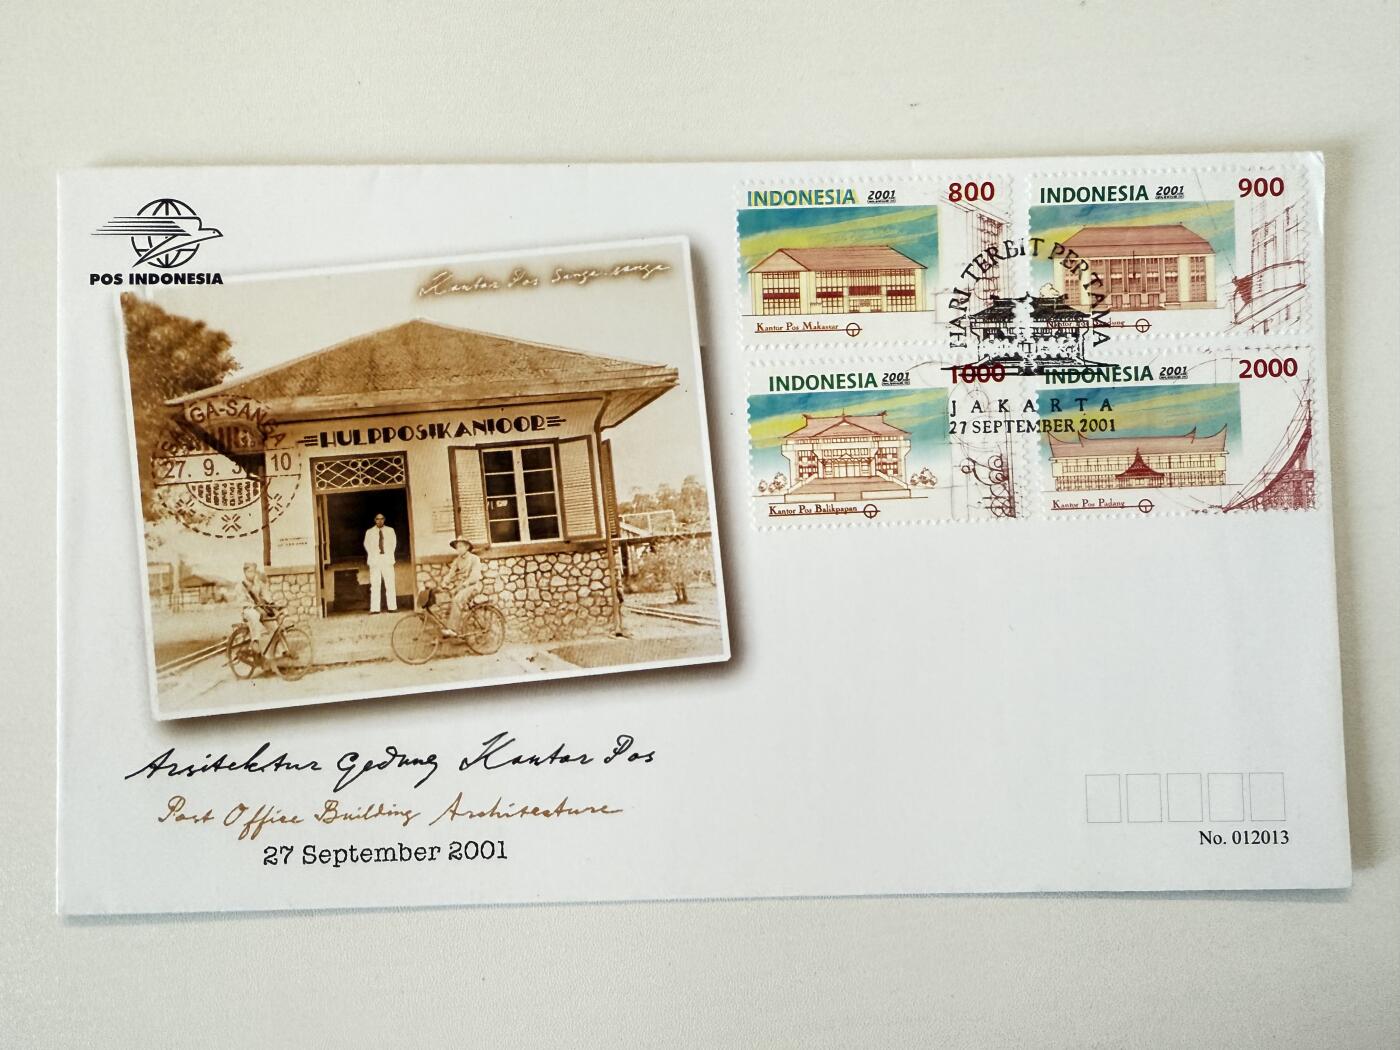 POS INDONESIA
Kantor Pos Sanga-sanga
HULPPOSTKANTOOR
GA-SANGA
27. 9. 3 10
INDONESIA 2001 800
Kantor Pos Makassar
INDONESIA 2001 900
INDONESIA 2001 1000
Kantor Pos Balikpapan
INDONESIA 2001 2000
Kantor Pos Padang
HARI TERBIT PERTAMA
JAKARTA
27 SEPTEMBER 2001
Arsitektur Gedung Kantor Pos
Post Office Building Architecture
27 September 2001
No. 012013